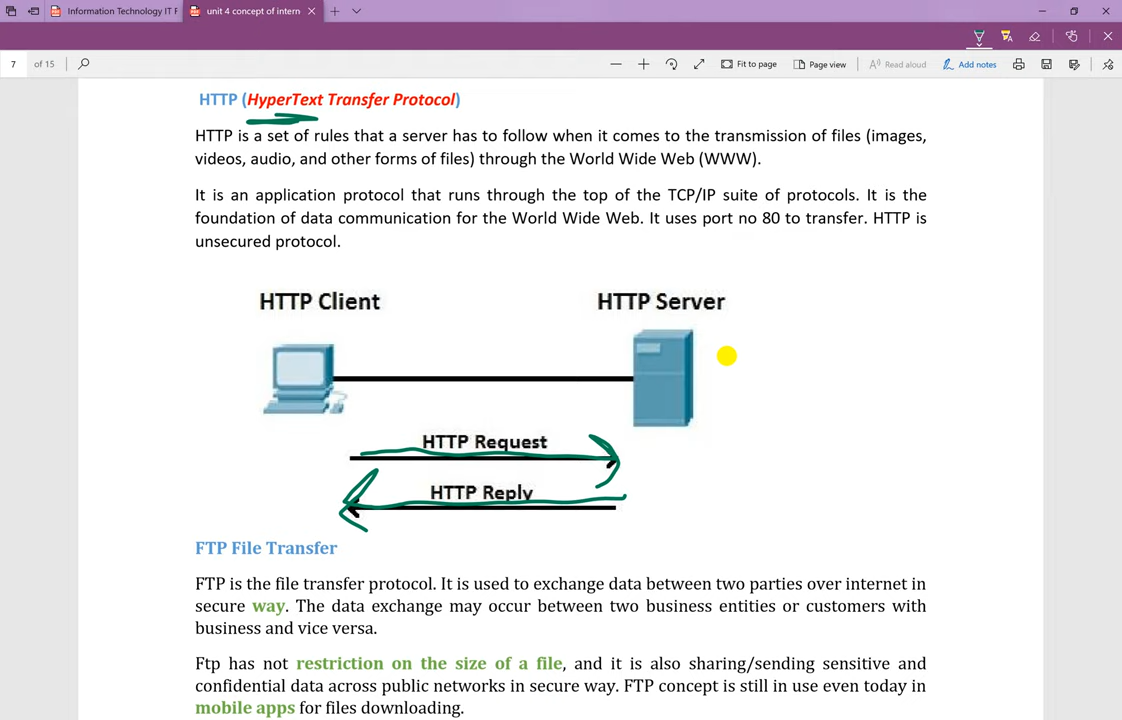 Information Technology IT F
unit 4 concept of intern
7 of 15
Fit to page
Page view
Read aloud
Add notes
HTTP (HyperText Transfer Protocol)
HTTP is a set of rules that a server has to follow when it comes to the transmission of files (images,
videos, audio, and other forms of files) through the World Wide Web (WWW).
It is an application protocol that runs through the top of the TCP/IP suite of protocols. It is the
foundation of data communication for the World Wide Web. It uses port no 80 to transfer. HTTP is
unsecured protocol.
HTTP Client
HTTP Server
HTTP Request
HTTP Reply
FTP File Transfer
FTP is the file transfer protocol. It is used to exchange data between two parties over internet in
secure way. The data exchange may occur between two business entities or customers with
business and vice versa.
Ftp has not restriction on the size of a file, and it is also sharing/sending sensitive and
confidential data across public networks in secure way. FTP concept is still in use even today in
mobile apps for files downloading.